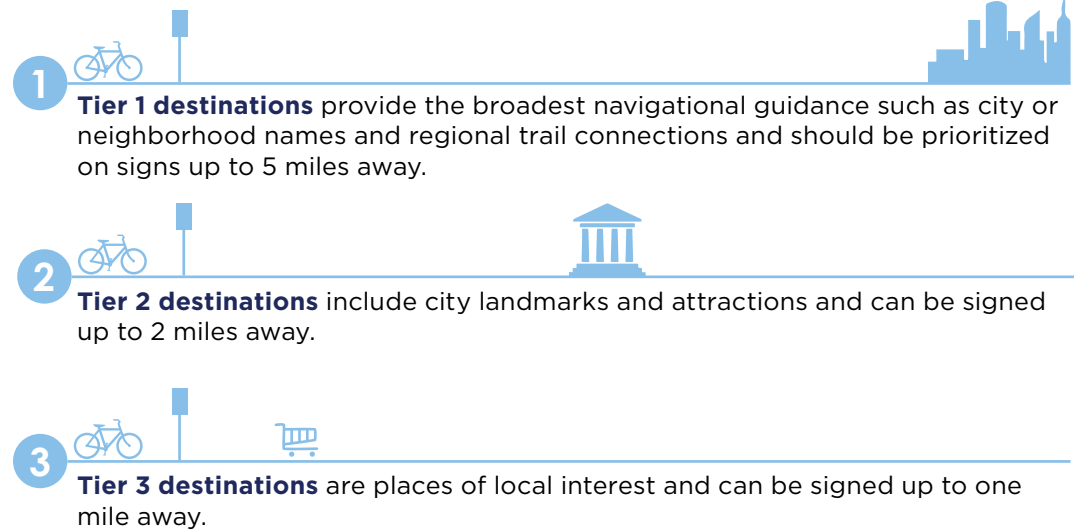 1
Tier 1 destinations provide the broadest navigational guidance such as city or
neighborhood names and regional trail connections and should be prioritized
on signs up to 5 miles away.
2
Tier 2 destinations include city landmarks and attractions and can be signed
up to 2 miles away.
3
Tier 3 destinations are places of local interest and can be signed up to one
mile away.